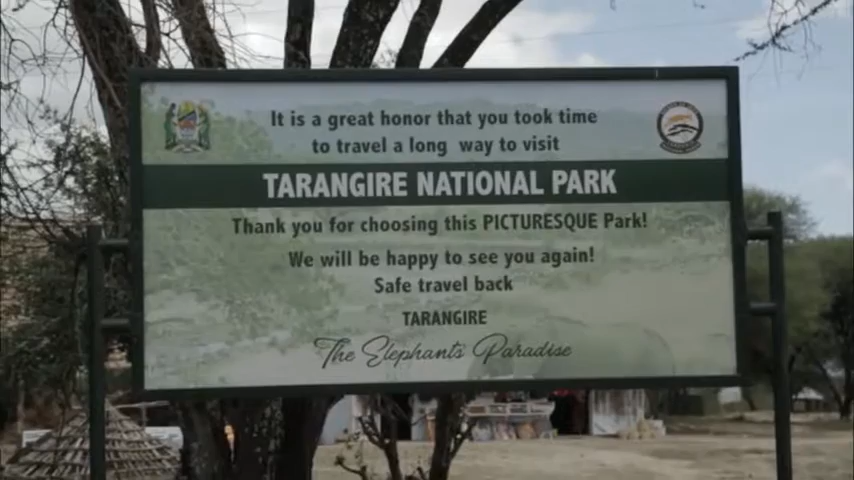 It is a great honor that you took time
to travel a long way to visit
TARANGIRE NATIONAL PARK
Thank you for choosing this PICTURESQUE Park!
We will be happy to see you again!
Safe travel back
TARANGIRE
The Elephants Paradise